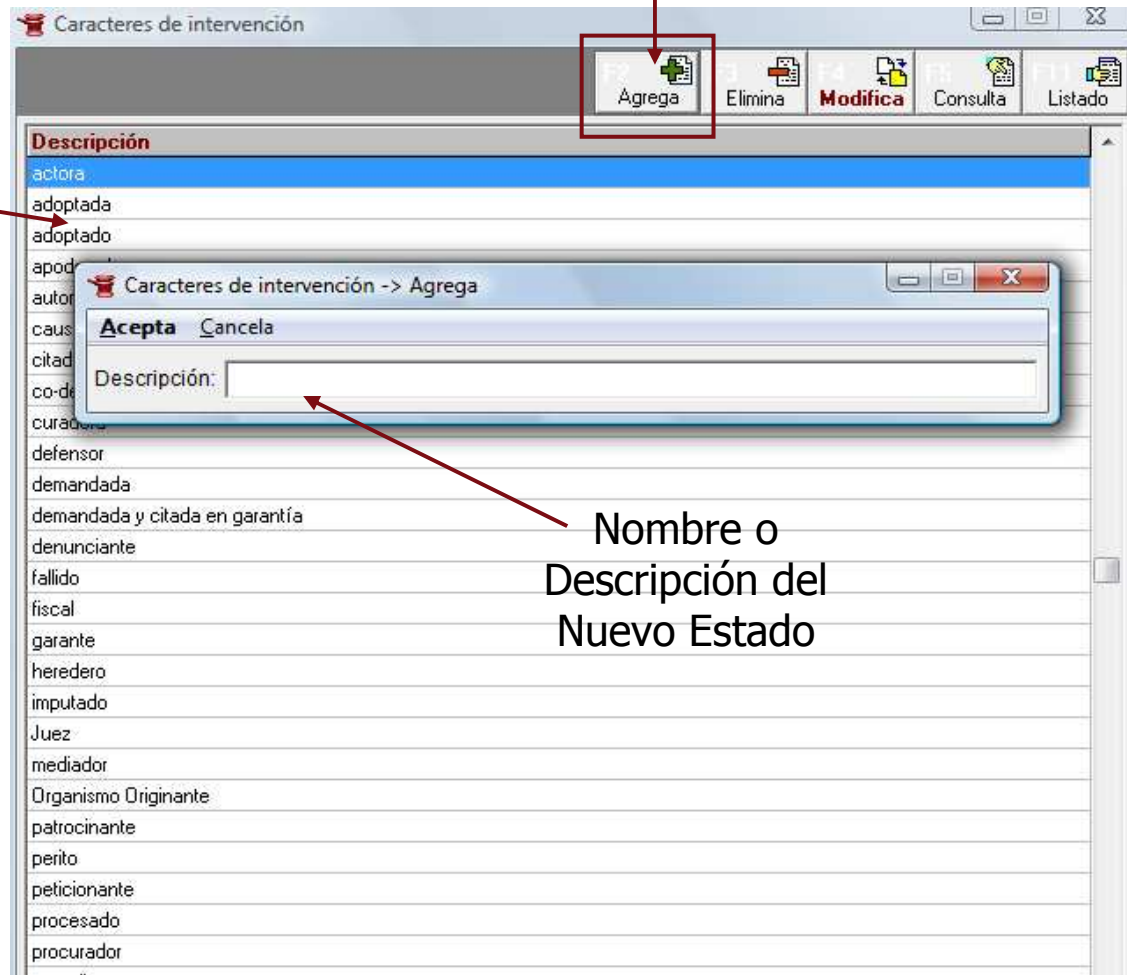 Caracteres de intervención
F2 F3 F4 F5 F11
Agrega Elimina Modifica Consulta Listado
Descripción
actora
adoptada
adoptado
Caracteres de intervención -> Agrega
Acepta Cancela
Descripción:
defensor
demandada
demandada y citada en garantía
denunciante
fallido
fiscal
garante
heredero
imputado
Juez
mediador
Organismo Originante
patrocinante
perito
peticionante
procesado
procurador
Nombre o
Descripción del
Nuevo Estado